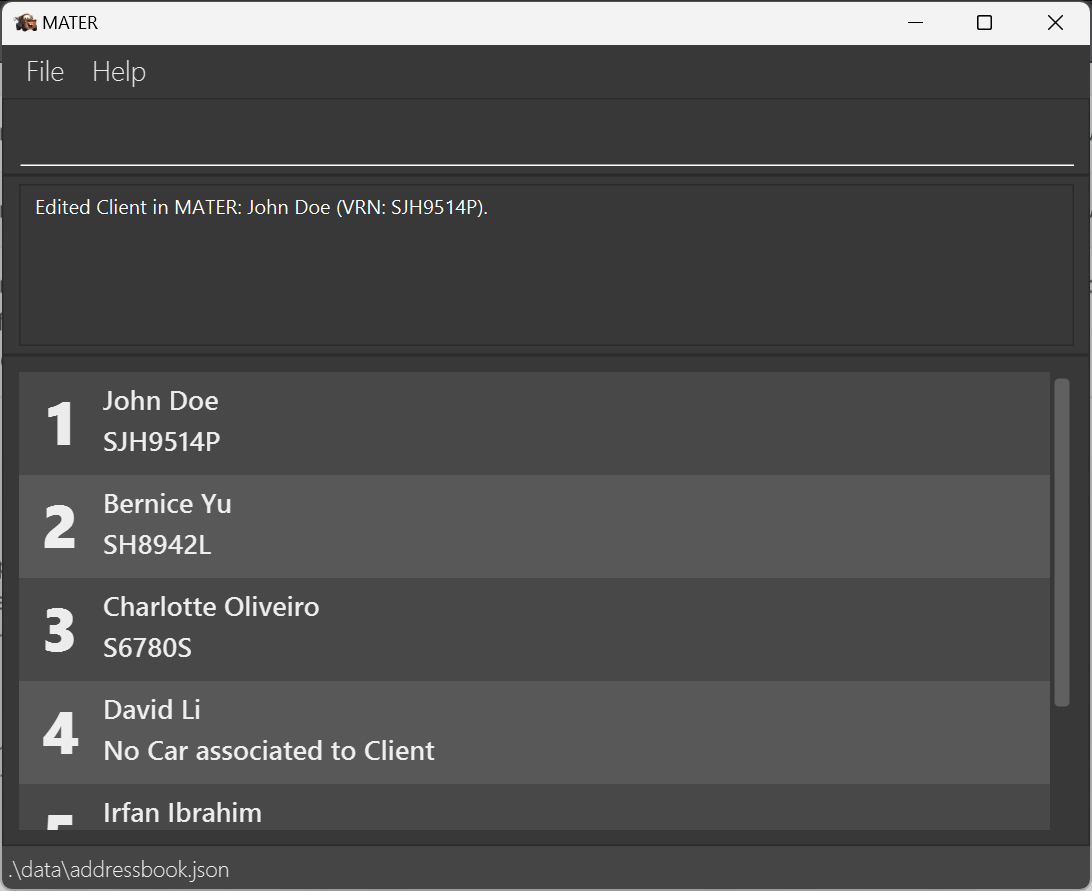 MATER
File Help
Edited Client in MATER: John Doe (VRN: SJH9514P).
1 John Doe
SJH9514P
2 Bernice Yu
SH8942L
3 Charlotte Oliveiro
S6780S
4 David Li
No Car associated to Client
5 Irfan Ibrahim
.\data\addressbook.json